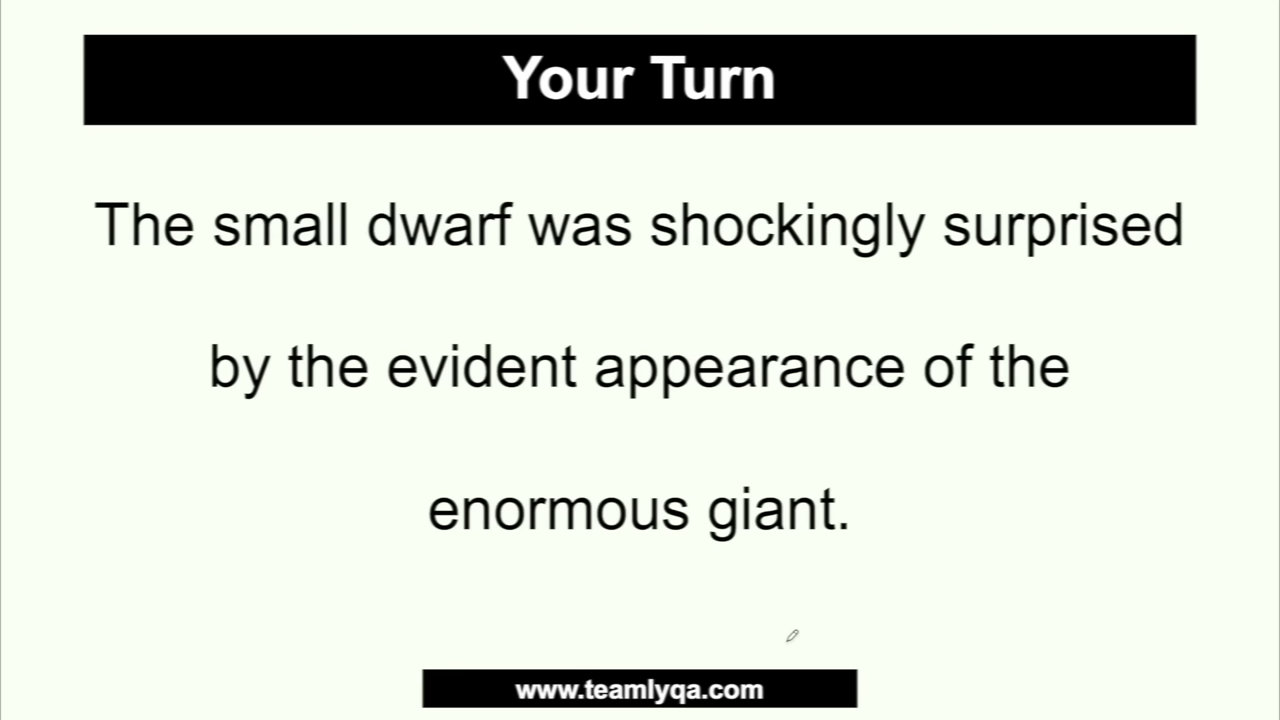 Your Turn
The small dwarf was shockingly surprised
by the evident appearance of the
enormous giant.
www.teamlyqa.com